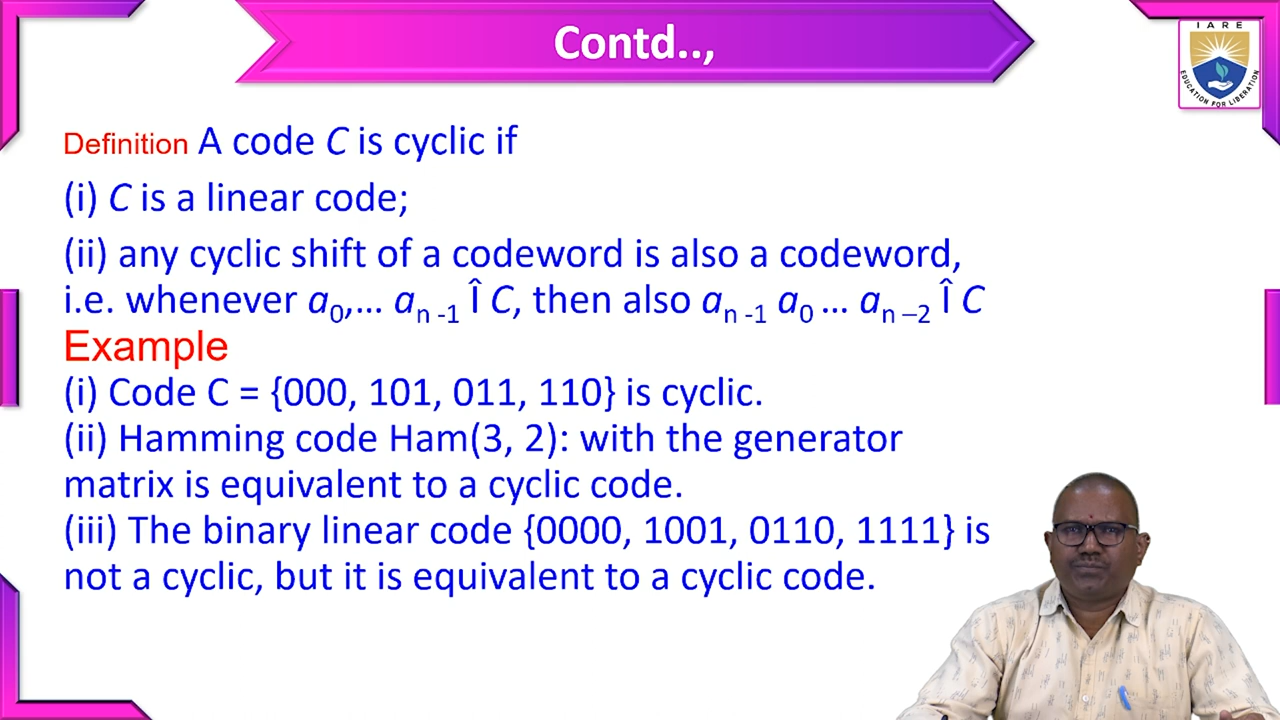 Contd..,
I A R E
EDUCATION FOR LIBERATION
Definition A code C is cyclic if
(i) C is a linear code;
(ii) any cyclic shift of a codeword is also a codeword,
i.e. whenever a0,... an -1 Î C, then also an -1 a0 ... an –2 Î C
Example
(i) Code C = {000, 101, 011, 110} is cyclic.
(ii) Hamming code Ham(3, 2): with the generator
matrix is equivalent to a cyclic code.
(iii) The binary linear code {0000, 1001, 0110, 1111} is
not a cyclic, but it is equivalent to a cyclic code.